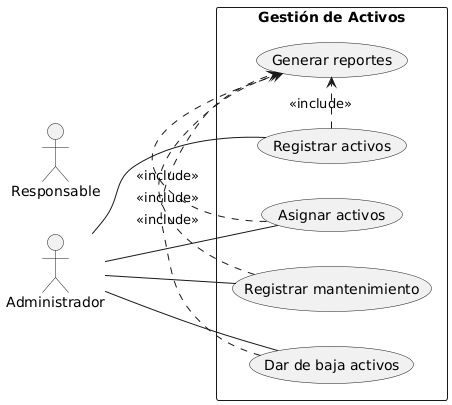 Gestión de Activos
Generar reportes
«include»
Registrar activos
Responsable
«include»
«include»
«include»
Asignar activos
Administrador
Registrar mantenimiento
Dar de baja activos